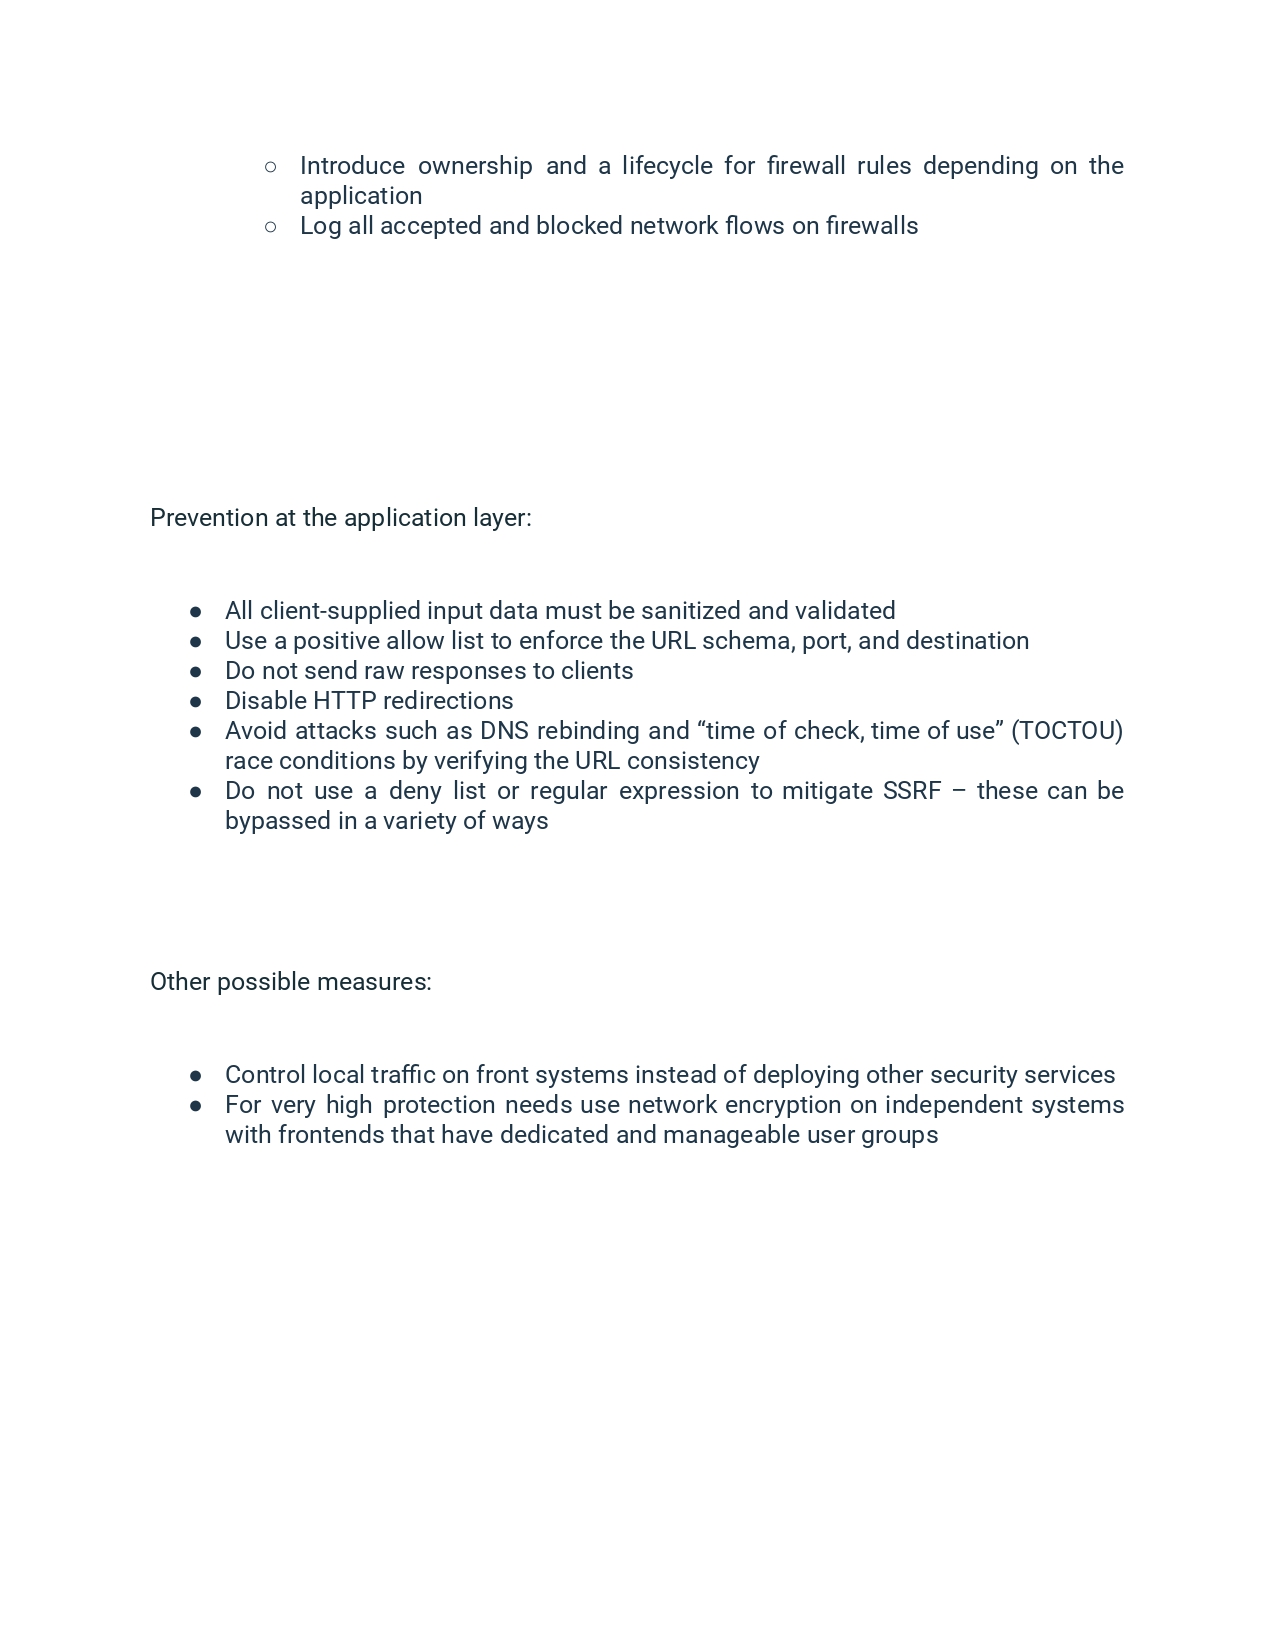 ○ Introduce ownership and a lifecycle for firewall rules depending on the
application
○ Log all accepted and blocked network flows on firewalls
Prevention at the application layer:
● All client-supplied input data must be sanitized and validated
● Use a positive allow list to enforce the URL schema, port, and destination
● Do not send raw responses to clients
● Disable HTTP redirections
● Avoid attacks such as DNS rebinding and “time of check, time of use” (TOCTOU)
race conditions by verifying the URL consistency
● Do not use a deny list or regular expression to mitigate SSRF – these can be
bypassed in a variety of ways
Other possible measures:
● Control local traffic on front systems instead of deploying other security services
● For very high protection needs use network encryption on independent systems
with frontends that have dedicated and manageable user groups